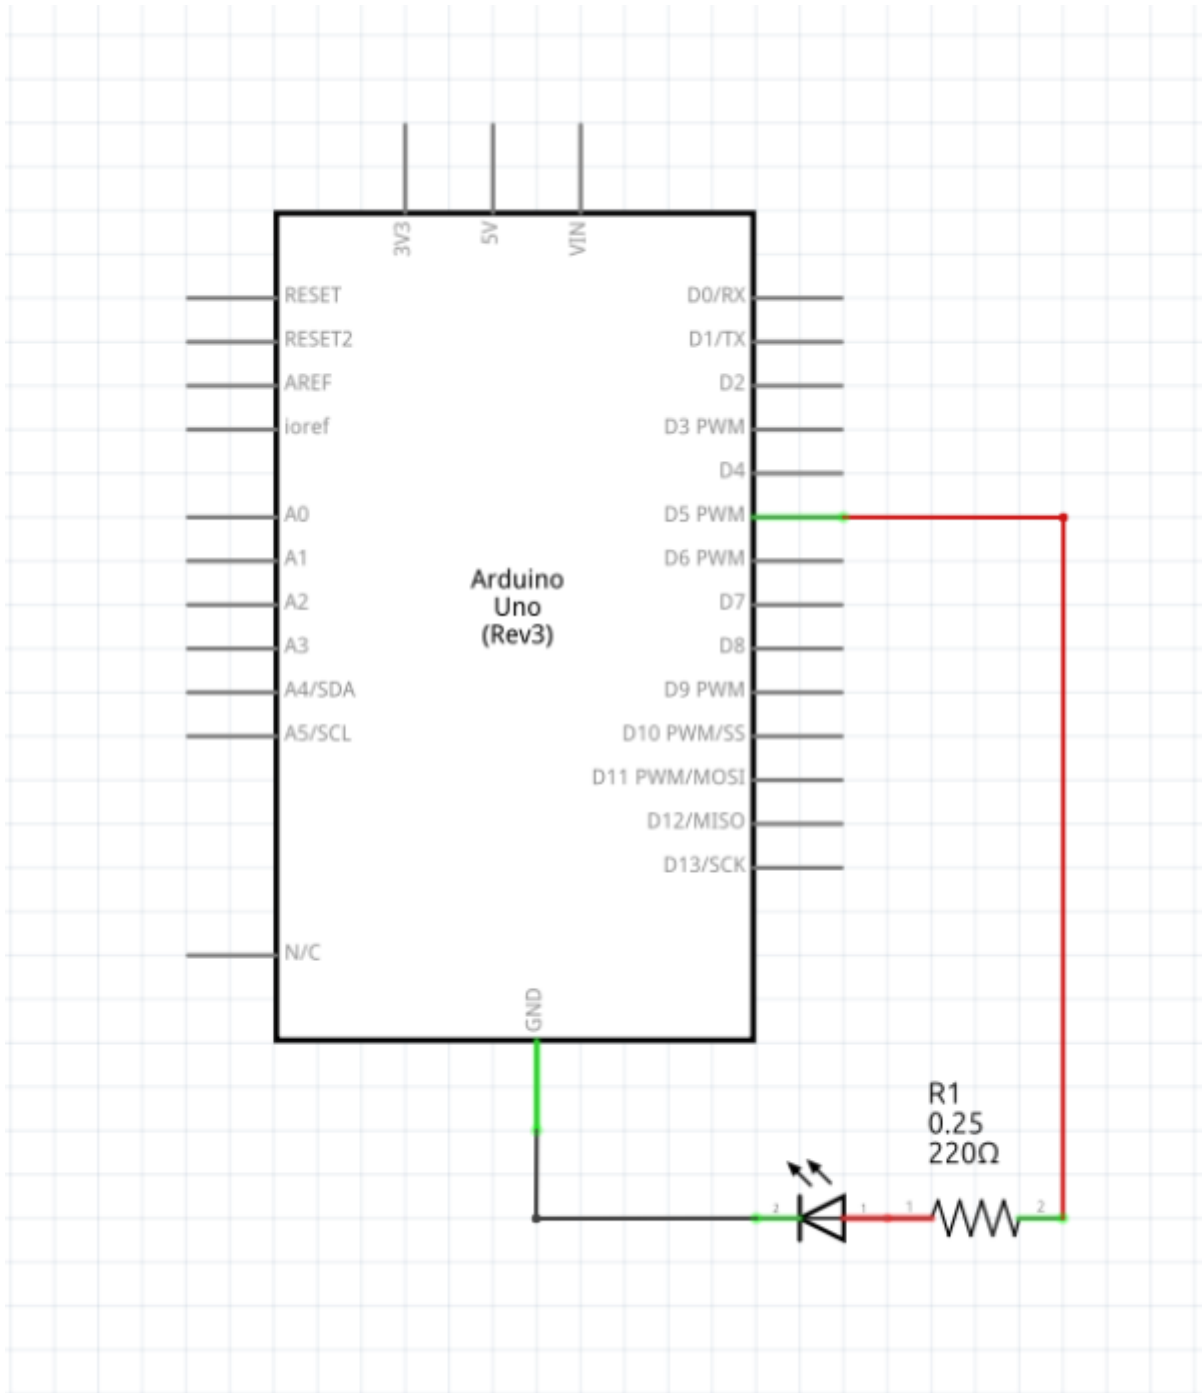 3V3
5V
VIN
RESET
RESET2
AREF
ioref
A0
A1
A2
A3
A4/SDA
A5/SCL
N/C
D0/RX
D1/TX
D2
D3 PWM
D4
D5 PWM
D6 PWM
D7
D8
D9 PWM
D10 PWM/SS
D11 PWM/MOSI
D12/MISO
D13/SCK
Arduino
Uno
(Rev3)
GND
R1
0.25
220Ω
2
1
1
2